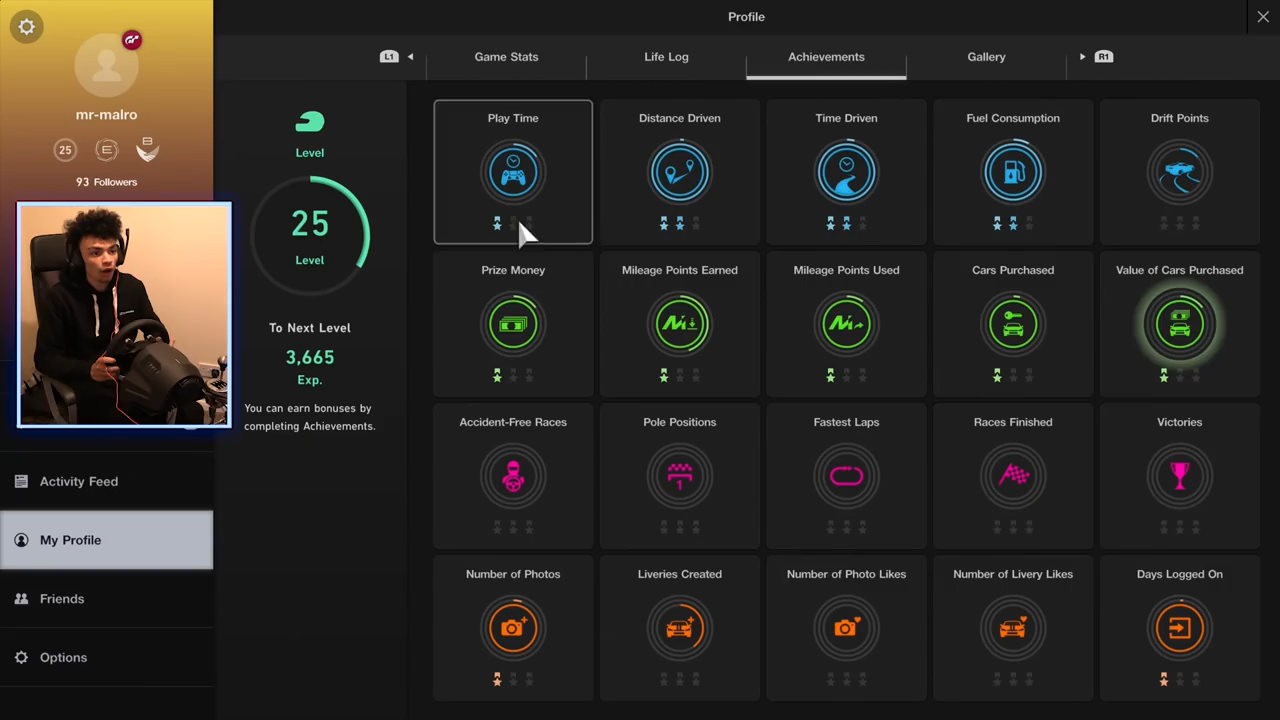 Profile
L1
Game Stats
Life Log
Achievements
Gallery
R1
mr-malro
25
E
B
93 Followers
Activity Feed
My Profile
Friends
Options
Level
25
Level
To Next Level
3,665
Exp.
You can earn bonuses by
completing Achievements.
Play Time
Distance Driven
Time Driven
Fuel Consumption
Drift Points
Prize Money
Mileage Points Earned
Mileage Points Used
Cars Purchased
Value of Cars Purchased
Accident-Free Races
Pole Positions
1
Fastest Laps
Races Finished
Victories
Number of Photos
Liveries Created
Number of Photo Likes
Number of Livery Likes
Days Logged On